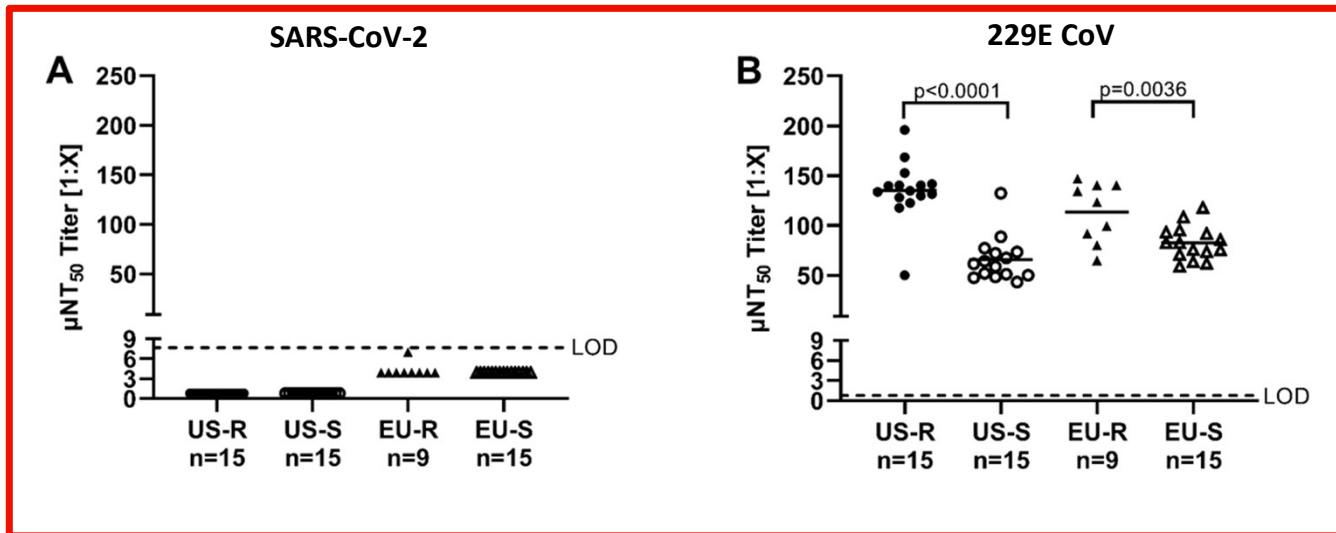 SARS-CoV-2
A
250
200
150
100
50
9
6
3
0
µNT50 Titer [1:X]
LOD
US-R
n=15
US-S
n=15
EU-R
n=9
EU-S
n=15
229E CoV
B
250
200
150
100
50
9
6
3
0
µNT50 Titer [1:X]
p<0.0001
p=0.0036
LOD
US-R
n=15
US-S
n=15
EU-R
n=9
EU-S
n=15